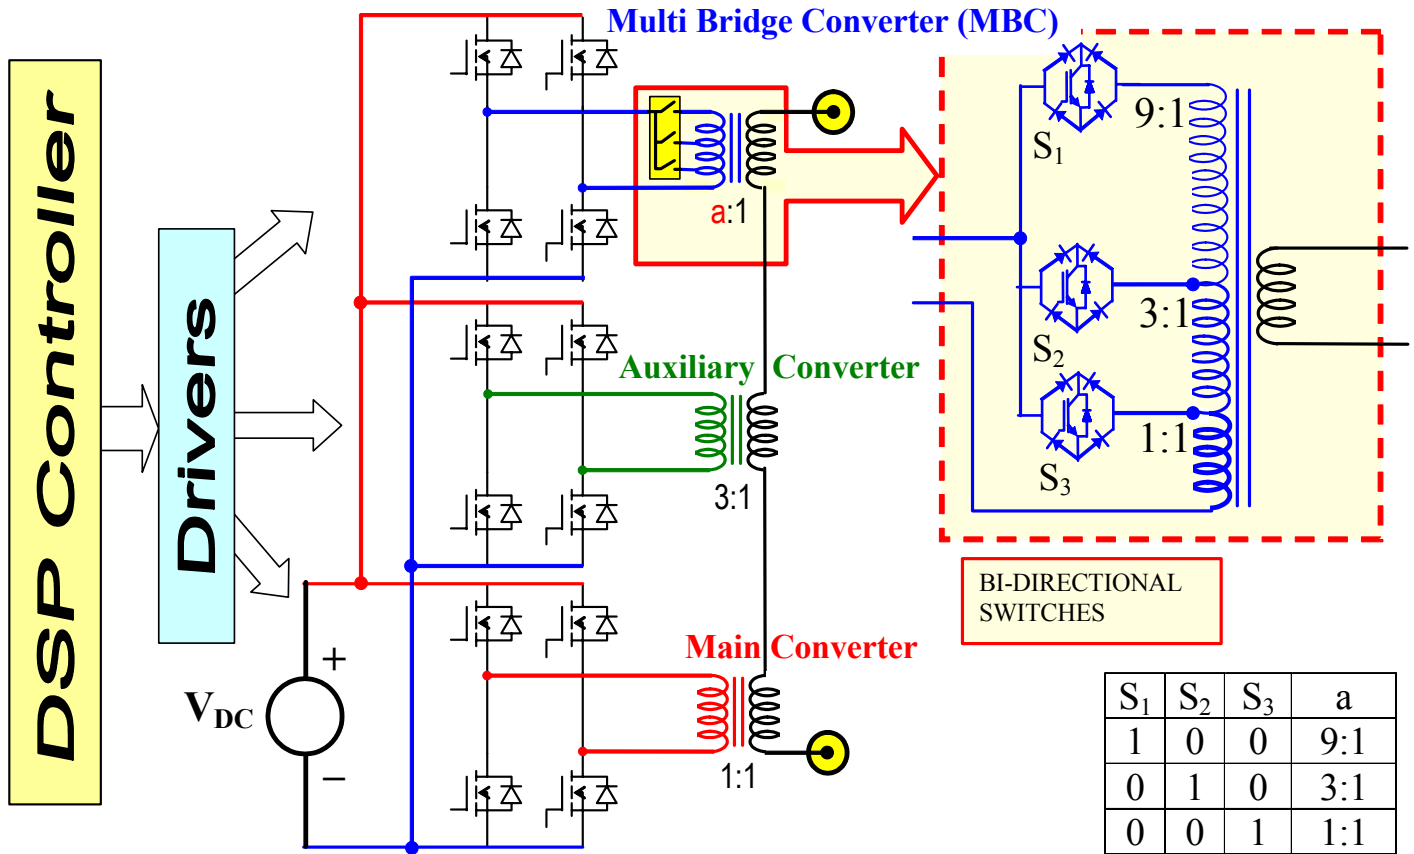 Multi Bridge Converter (MBC)
DSP Controller
Drivers
a:1
Auxiliary Converter
3:1
Main Converter
1:1
+
V_DC
−
9:1
S₁
3:1
S₂
1:1
S₃
BI-DIRECTIONAL
SWITCHES
S₁ S₂ S₃ a
1 0 0 9:1
0 1 0 3:1
0 0 1 1:1